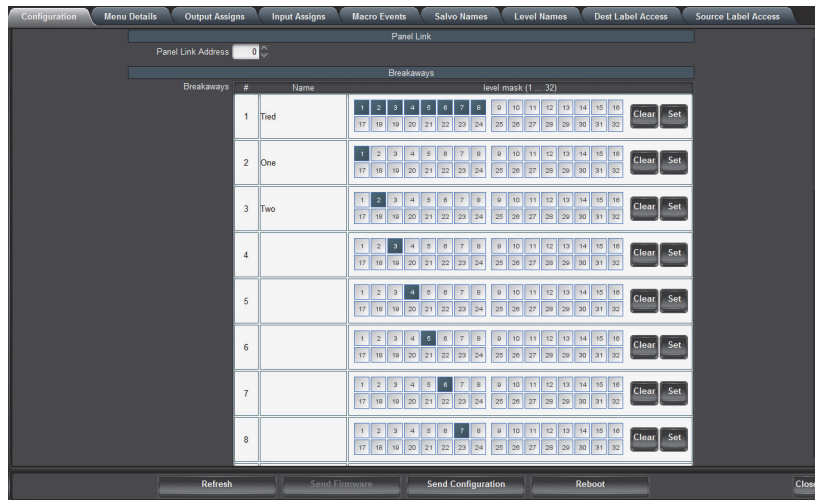 Configuration Menu Details Output Assigns Input Assigns Macro Events Salvo Names Level Names Dest Label Access Source Label Access
Panel Link
Panel Link Address 0
Breakaways
Breakaways # Name level mask (1 ... 32)
1 2 3 4 5 6 7 8 9 10 11 12 13 14 15 16
1 Tied Clear Set
17 18 19 20 21 22 23 24 25 26 27 28 29 30 31 32
1 2 3 4 5 6 7 8 9 10 11 12 13 14 15 16
2 One Clear Set
17 18 19 20 21 22 23 24 25 26 27 28 29 30 31 32
1 2 3 4 5 6 7 8 9 10 11 12 13 14 15 16
3 Two Clear Set
17 18 19 20 21 22 23 24 25 26 27 28 29 30 31 32
1 2 3 4 5 6 7 8 9 10 11 12 13 14 15 16
4 Clear Set
17 18 19 20 21 22 23 24 25 26 27 28 29 30 31 32
1 2 3 4 5 6 7 8 9 10 11 12 13 14 15 16
5 Clear Set
17 18 19 20 21 22 23 24 25 26 27 28 29 30 31 32
1 2 3 4 5 6 7 8 9 10 11 12 13 14 15 16
6 Clear Set
17 18 19 20 21 22 23 24 25 26 27 28 29 30 31 32
1 2 3 4 5 6 7 8 9 10 11 12 13 14 15 16
7 Clear Set
17 18 19 20 21 22 23 24 25 26 27 28 29 30 31 32
1 2 3 4 5 6 7 8 9 10 11 12 13 14 15 16
8 Clear Set
17 18 19 20 21 22 23 24 25 26 27 28 29 30 31 32
Refresh Send Firmware Send Configuration Reboot Close